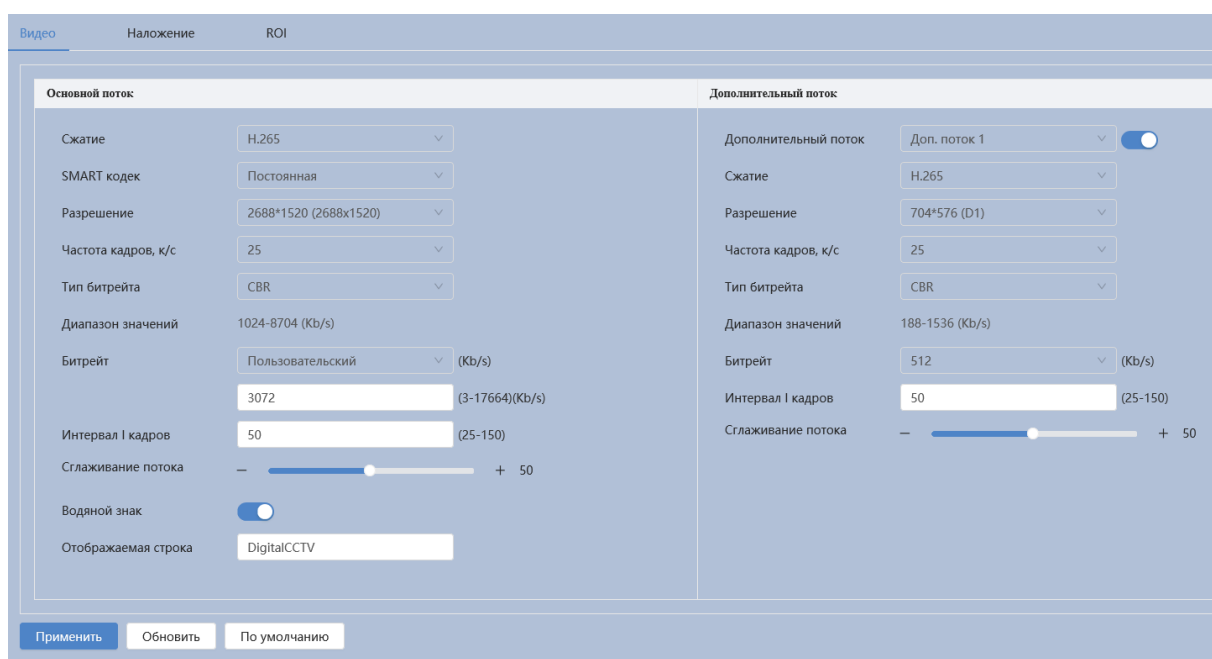 Видео Наложение ROI
Основной поток
Сжатие H.265
SMART кодек Постоянная
Разрешение 2688*1520 (2688x1520)
Частота кадров, к/с 25
Тип битрейта CBR
Диапазон значений 1024-8704 (Kb/s)
Битрейт Пользовательский (Kb/s)
3072 (3-17664)(Kb/s)
Интервал I кадров 50 (25-150)
Сглаживание потока − + 50
Водяной знак
Отображаемая строка DigitalCCTV
Дополнительный поток
Дополнительный поток Доп. поток 1
Сжатие H.265
Разрешение 704*576 (D1)
Частота кадров, к/с 25
Тип битрейта CBR
Диапазон значений 188-1536 (Kb/s)
Битрейт 512 (Kb/s)
Интервал I кадров 50 (25-150)
Сглаживание потока − + 50
Применить Обновить По умолчанию